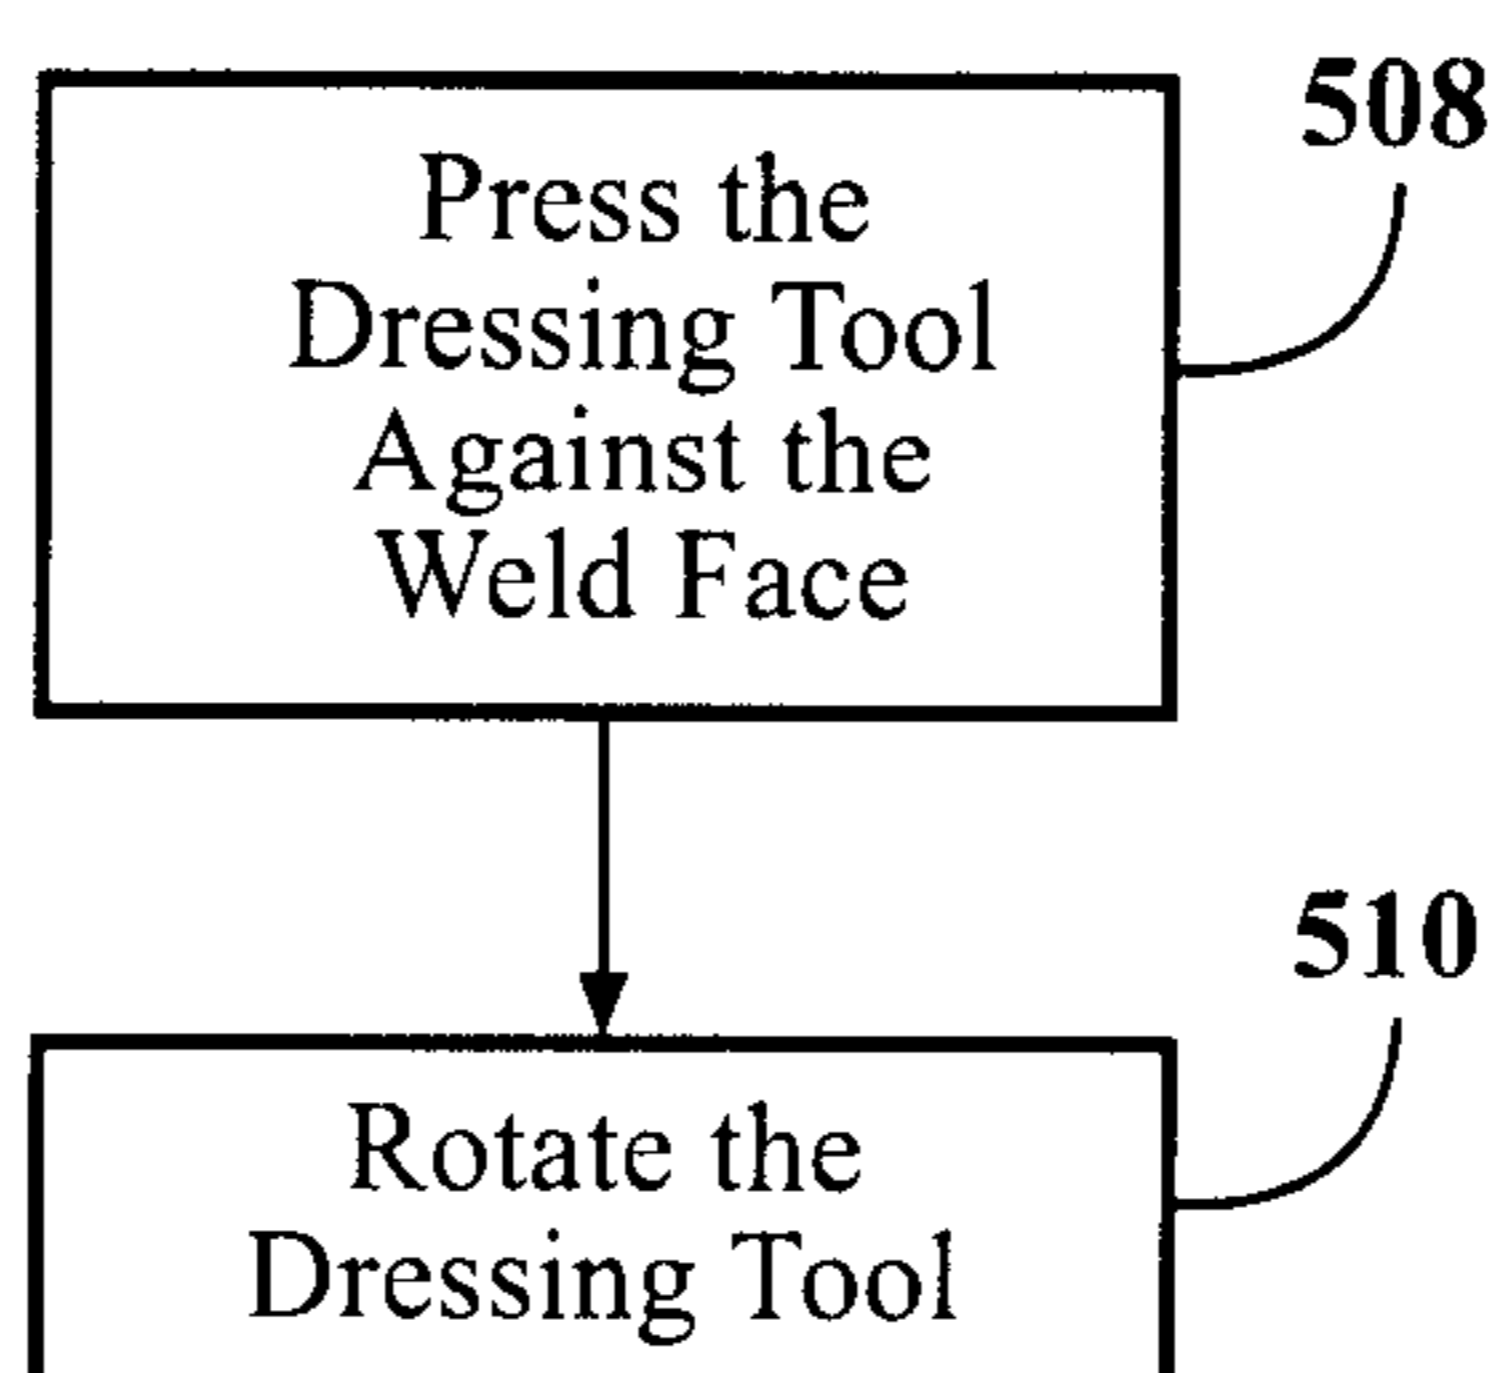 508
Press the
Dressing Tool
Against the
Weld Face
510
Rotate the
Dressing Tool